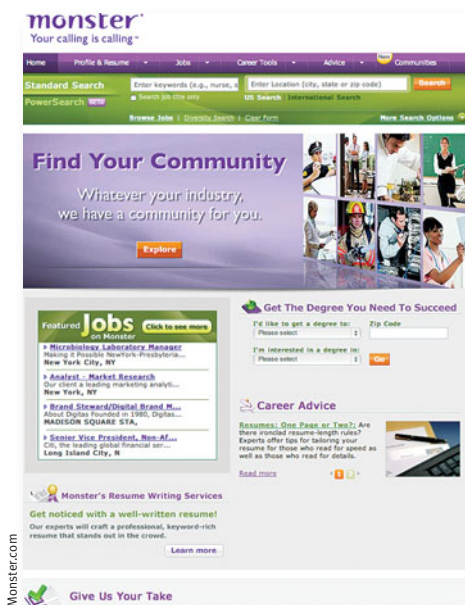 monster
Your calling is calling
Home Profile & Resume Jobs Career Tools Advice New Communities
Standard Search Enter keywords (e.g., nurse, s Enter Location (city, state or zip code) Search
PowerSearch BETA Search job title only US Search | International Search
Browse Jobs | Diversity Search | Clear Form More Search Options
Find Your Community
Whatever your industry,
we have a community for you.
Explore
Featured Jobs on Monster
Click to see more
Microbiology Laboratory Manager
Making it Possible NewYork-Presbyteria...
New York City, NY
Analyst - Market Research
Our client a leading marketing analyti...
New York, NY
Brand Steward/Digital Brand M...
About Digitas Founded in 1980, Digitas...
MADISON SQUARE STA,
Senior Vice President, Non-Af...
Citi, the leading global financial ser...
Long Island City, N
Monster's Resume Writing Services
Get noticed with a well-written resume!
Our experts will craft a professional, keyword-rich
resume that stands out in the crowd.
Learn more
Get The Degree You Need To Succeed
I'd like to get a degree to: Zip Code
Please select
I'm interested in a degree in:
Please select Go
Career Advice
Resumes: One Page or Two?: Are
there ironclad resume-length rules?
Experts offer tips for tailoring your
resume for those who read for speed as
well as those who read for details.
Read more 1 2
Give Us Your Take
Monster.com